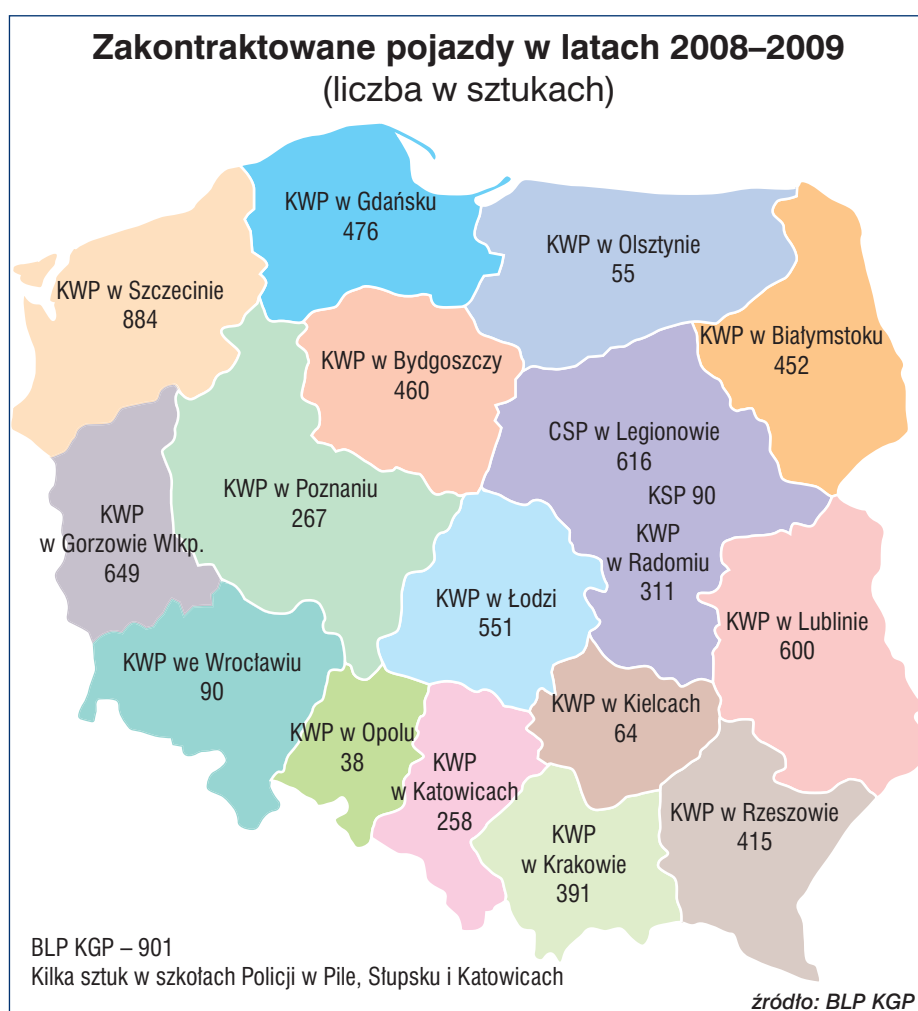 Zakontraktowane pojazdy w latach 2008–2009
(liczba w sztukach)
KWP w Gdańsku
476
KWP w Olsztynie
55
KWP w Szczecinie
884
KWP w Białymstoku
452
KWP w Bydgoszczy
460
CSP w Legionowie
616
KSP 90
KWP
w Radomiu
311
KWP w Poznaniu
267
KWP
w Gorzowie Wlkp.
649
KWP w Łodzi
551
KWP w Lublinie
600
KWP we Wrocławiu
90
KWP w Opolu
38
KWP
w Katowicach
258
KWP w Kielcach
64
KWP
w Krakowie
391
KWP w Rzeszowie
415
BLP KGP – 901
Kilka sztuk w szkołach Policji w Pile, Słupsku i Katowicach
źródło: BLP KGP